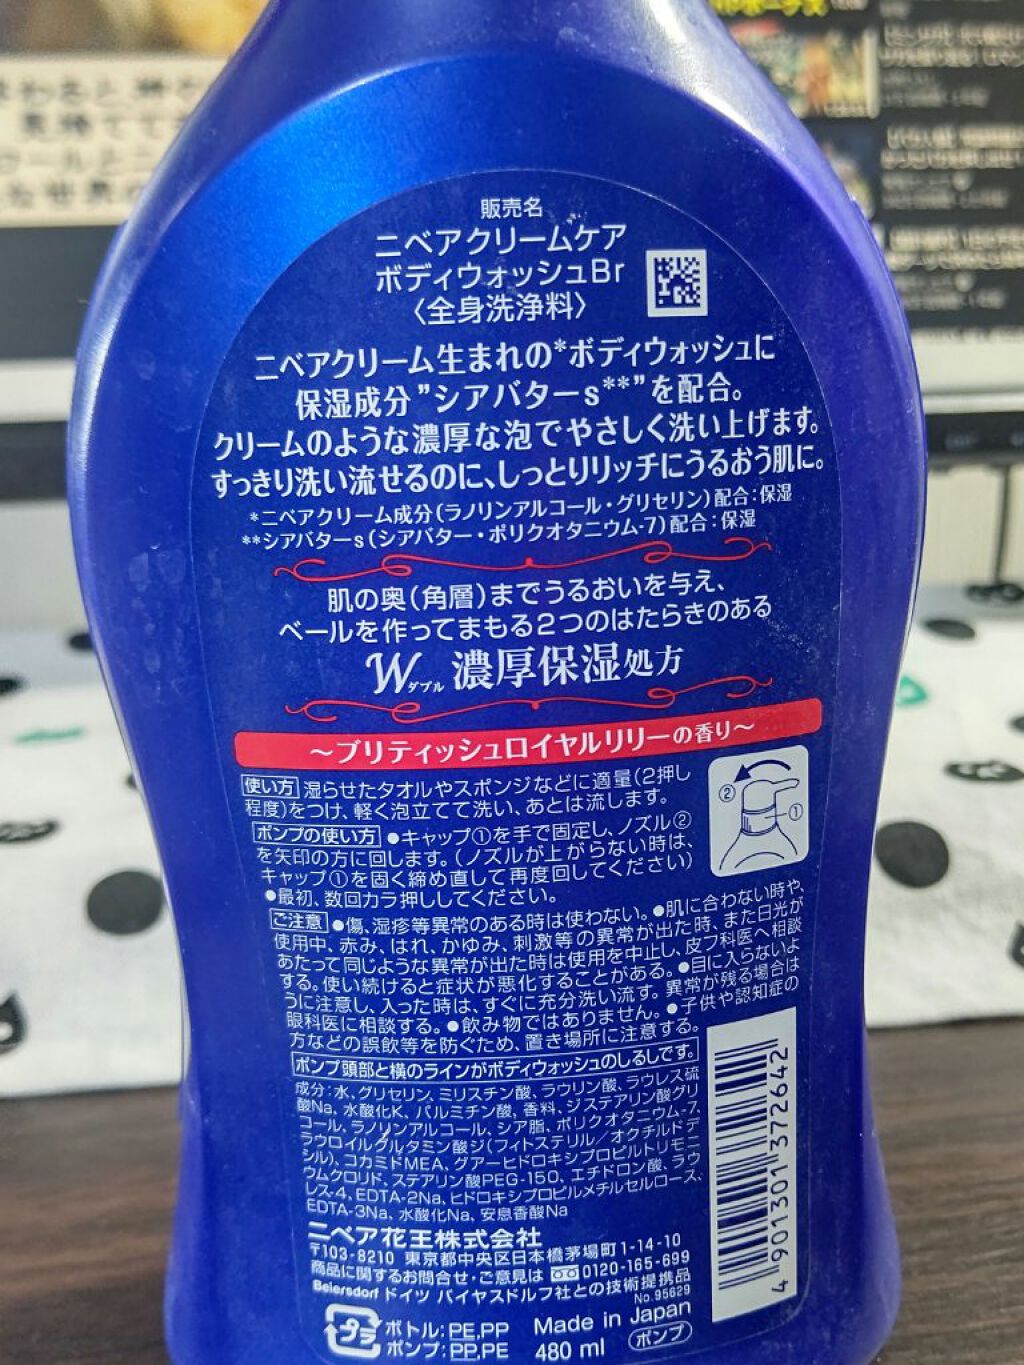 販売名
ニベアクリームケア
ボディウォッシュBr
〈全身洗浄料〉
ニベアクリーム生まれの*ボディウォッシュに
保湿成分"シアバターs**"を配合。
クリームのような濃厚な泡でやさしく洗い上げます。
すっきり洗い流せるのに、しっとりリッチにうるおう肌に。
*ニベアクリーム成分(ラノリンアルコール・グリセリン)配合:保湿
**シアバターs(シアバター・ポリクオタニウム-7)配合:保湿
肌の奥(角層)までうるおいを与え、
ベールを作ってまもる2つのはたらきのある
W ダブル 濃厚保湿処方
〜ブリティッシュロイヤルリリーの香り〜
使い方 湿らせたタオルやスポンジなどに適量(2押し
程度)をつけ、軽く泡立てて洗い、あとは流します。
ポンプの使い方 ●キャップ①を手で固定し、ノズル②
を矢印の方に回します。(ノズルが上がらない時は、
キャップ①を固く締め直して再度回してください)
●最初、数回カラ押ししてください。
②
①
ご注意 ●傷、湿疹等異常のある時は使わない。●肌に合わない時や、
使用中、赤み、はれ、かゆみ、刺激等の異常が出た時、また日光が
あたって同じような異常が出た時は使用を中止し、皮フ科医へ相談
する。使い続けると症状が悪化することがある。●目に入らないよ
うに注意し、入った時は、すぐに充分洗い流す。異常が残る場合は
眼科医に相談する。●飲み物ではありません。●子供や認知症の
方などの誤飲等を防ぐため、置き場所に注意する。
ポンプ頭部と横のラインがボディウォッシュのしるしです。
成分:水、グリセリン、ミリスチン酸、ラウリン酸、ラウレス硫
酸Na、水酸化K、パルミチン酸、香料、ジステアリン酸グリ
コール、ラノリンアルコール、シア脂、ポリクオタニウム-7、
ラウロイルグルタミン酸ジ(フィトステリル/オクチルドデ
シル)、コカミドMEA、グアーヒドロキシプロピルトリモニ
ウムクロリド、ステアリン酸PEG-150、エチドロン酸、ラウ
レス-4、EDTA-2Na、ヒドロキシプロピルメチルセルロース、
EDTA-3Na、水酸化Na、安息香酸Na
ニベア花王株式会社
〒103-8210 東京都中央区日本橋茅場町1-14-10
商品に関するお問合せ・ご意見は 0120-165-699
Beiersdorf ドイツ バイヤスドルフ社との技術提携品
No.95629
プラ ボトル:PE,PP
ポンプ:PP,PE
Made in Japan
480 ml ポンプ
4 901301 372642